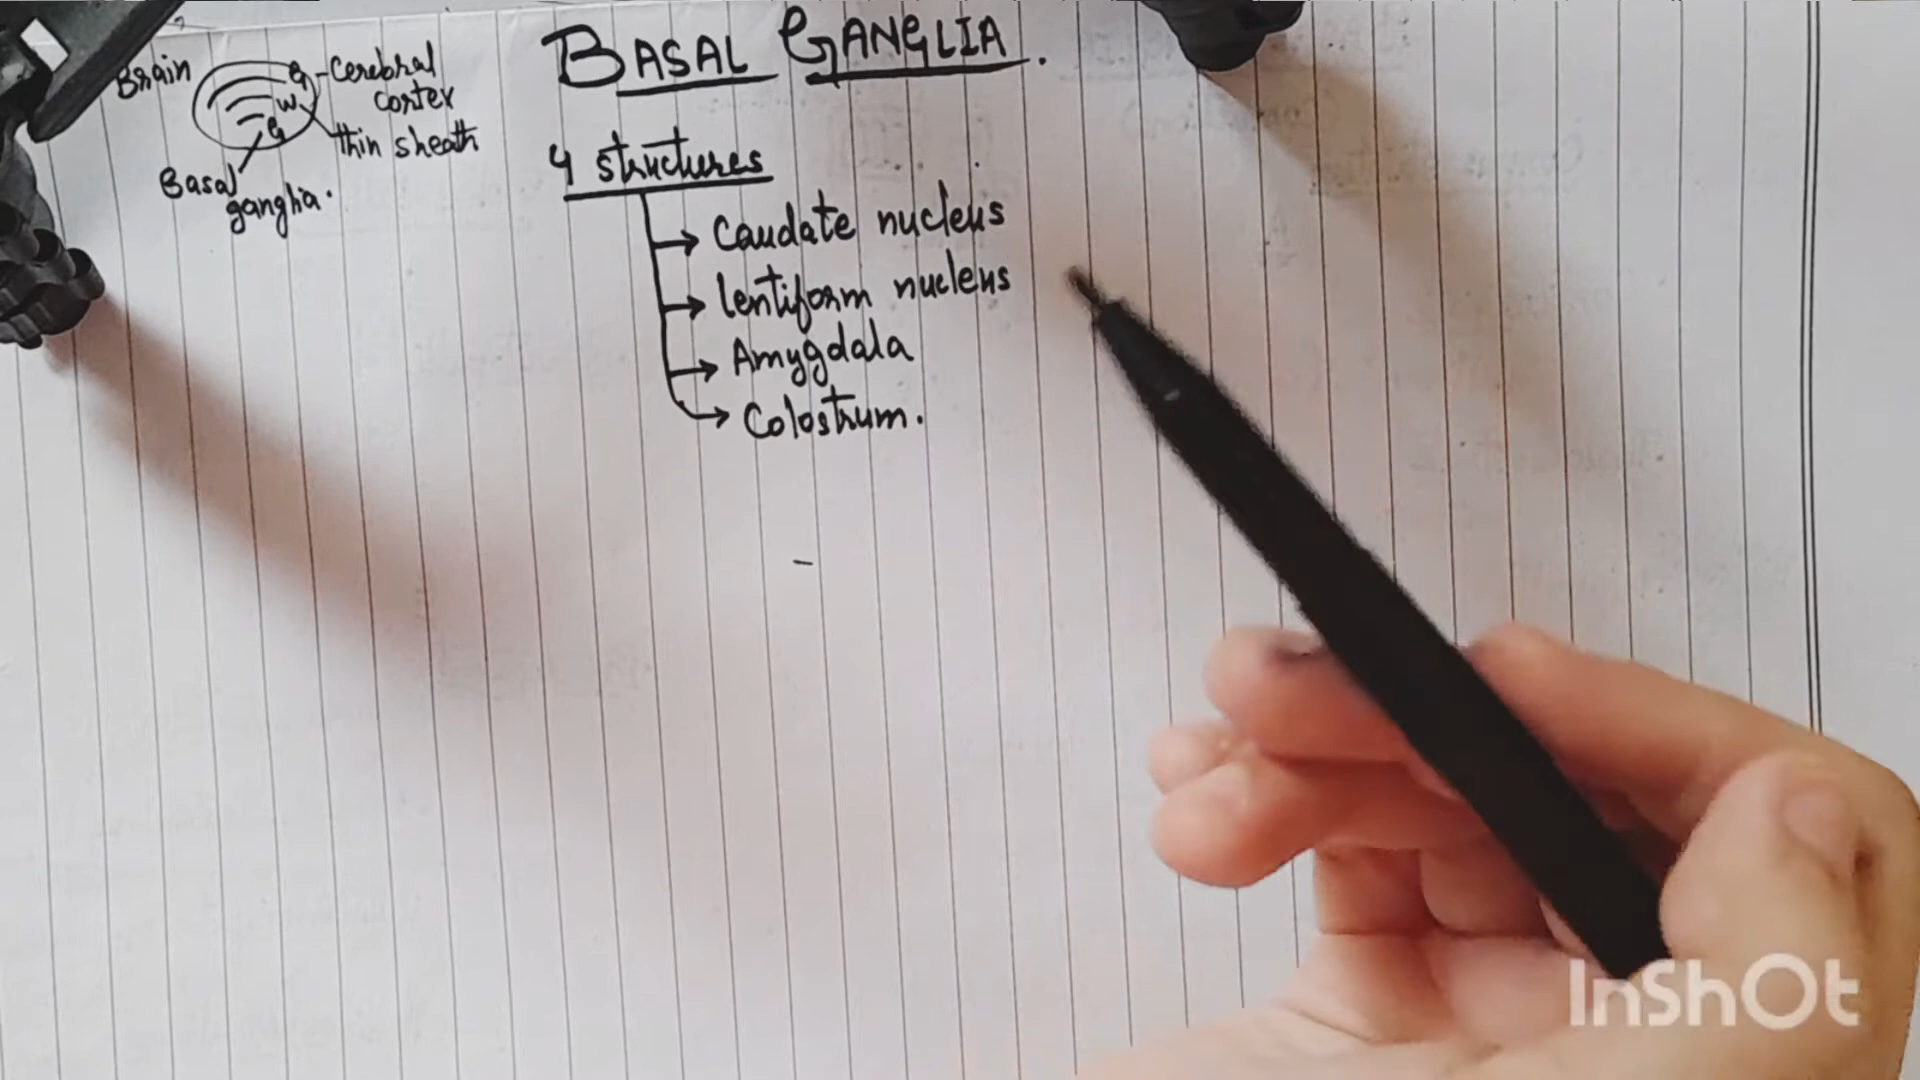 BASAL GANGLIA.
Brain
G - cerebral
cortex
W
thin sheath
G
Basal
ganglia.
4 structures
Caudate nucleus
lentiform nucleus
Amygdala
Colostrum.
InShOt